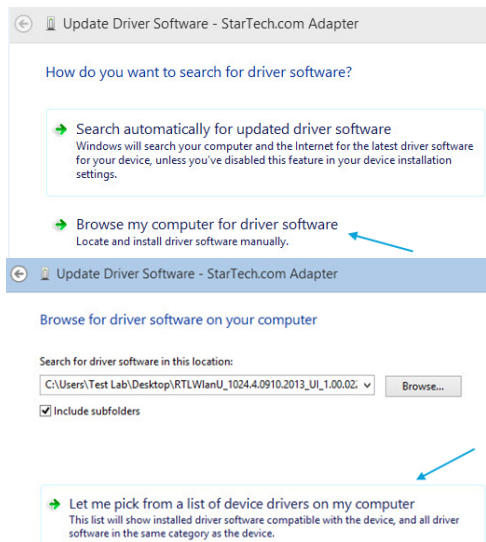 Update Driver Software - StarTech.com Adapter
How do you want to search for driver software?
Search automatically for updated driver software
Windows will search your computer and the Internet for the latest driver software
for your device, unless you've disabled this feature in your device installation
settings.
Browse my computer for driver software
Locate and install driver software manually.
Update Driver Software - StarTech.com Adapter
Browse for driver software on your computer
Search for driver software in this location:
C:\Users\Test Lab\Desktop\RTLWlanU_1024.4.0910.2013_UI_1.00.02
Browse...
Include subfolders
Let me pick from a list of device drivers on my computer
This list will show installed driver software compatible with the device, and all driver
software in the same category as the device.